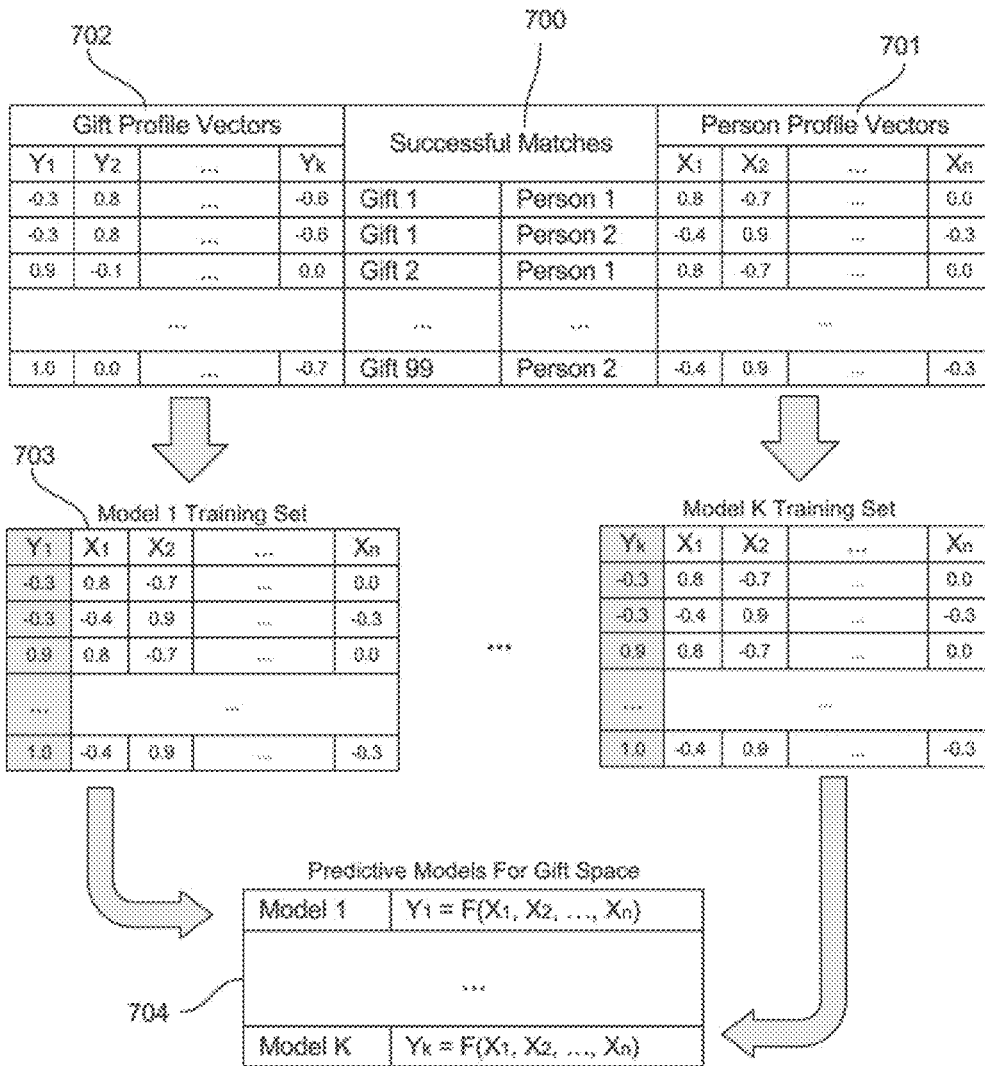 702
700
701
Gift Profile Vectors
Successful Matches
Person Profile Vectors
Y1 Y2 ... Yk X1 X2 ... Xn
-0.3 0.8 ... -0.6 Gift 1 Person 1 0.8 -0.7 ... 0.0
-0.3 0.8 ... -0.6 Gift 1 Person 2 -0.4 0.9 ... -0.3
0.9 -0.1 ... 0.0 Gift 2 Person 1 0.8 -0.7 ... 0.0
... ... ... ...
1.0 0.0 ... -0.7 Gift 99 Person 2 -0.4 0.9 ... -0.3
703
Model 1 Training Set
Y1 X1 X2 ... Xn
-0.3 0.8 -0.7 ... 0.0
-0.3 -0.4 0.9 ... -0.3
0.9 0.8 -0.7 ... 0.0
... ...
1.0 -0.4 0.9 ... -0.3
...
Model K Training Set
Yk X1 X2 ... Xn
-0.3 0.8 -0.7 ... 0.0
-0.3 -0.4 0.9 ... -0.3
0.9 0.8 -0.7 ... 0.0
... ...
1.0 -0.4 0.9 ... -0.3
Predictive Models For Gift Space
Model 1 Y1 = F(X1, X2, ..., Xn)
...
704
Model K Yk = F(X1, X2, ..., Xn)